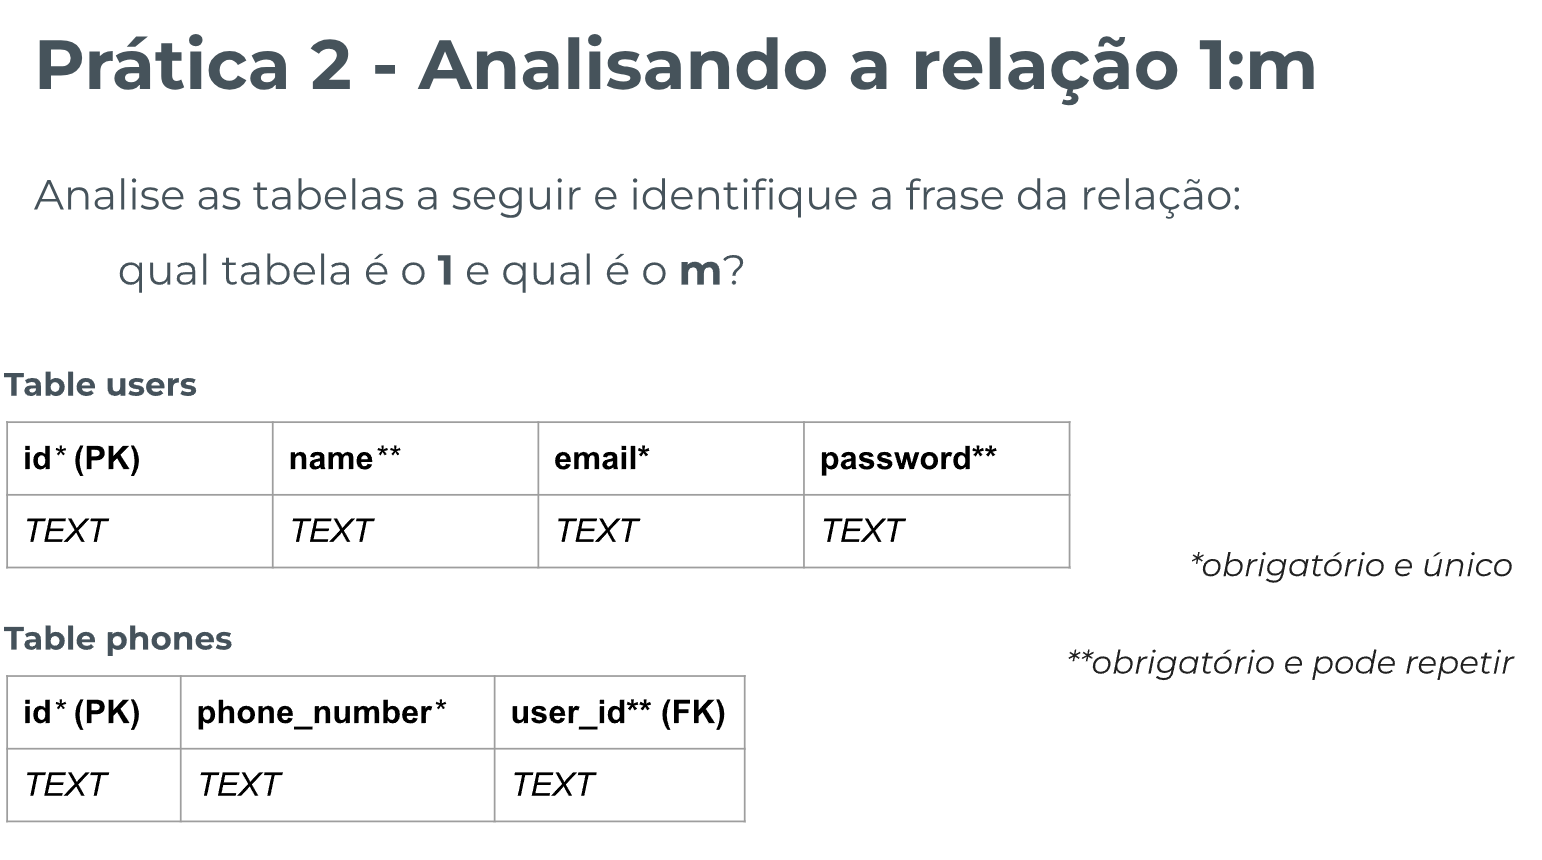 Prática 2 - Analisando a relação 1:m
Analise as tabelas a seguir e identifique a frase da relação:
qual tabela é o 1 e qual é o m?
Table users
id* (PK) name** email* password**
TEXT TEXT TEXT TEXT
*obrigatório e único
Table phones
**obrigatório e pode repetir
id* (PK) phone_number* user_id** (FK)
TEXT TEXT TEXT